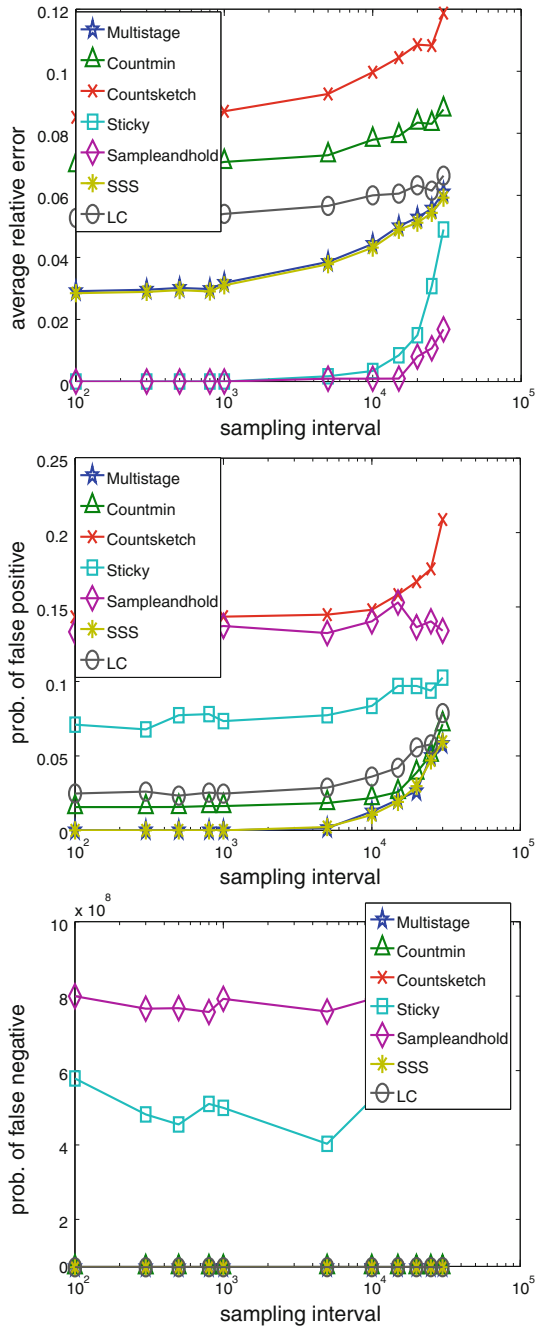 0.12
0.1
0.08
0.06
0.04
0.02
0
average relative error
Multistage
Countmin
Countsketch
Sticky
Sampleandhold
SSS
LC
10^2
10^3
10^4
10^5
sampling interval
0.25
0.2
0.15
0.1
0.05
0
prob. of false positive
Multistage
Countmin
Countsketch
Sticky
Sampleandhold
SSS
LC
10^2
10^3
10^4
10^5
sampling interval
x 10^8
10
8
6
4
2
0
prob. of false negative
Multistage
Countmin
Countsketch
Sticky
Sampleandhold
SSS
LC
10^2
10^3
10^4
10^5
sampling interval